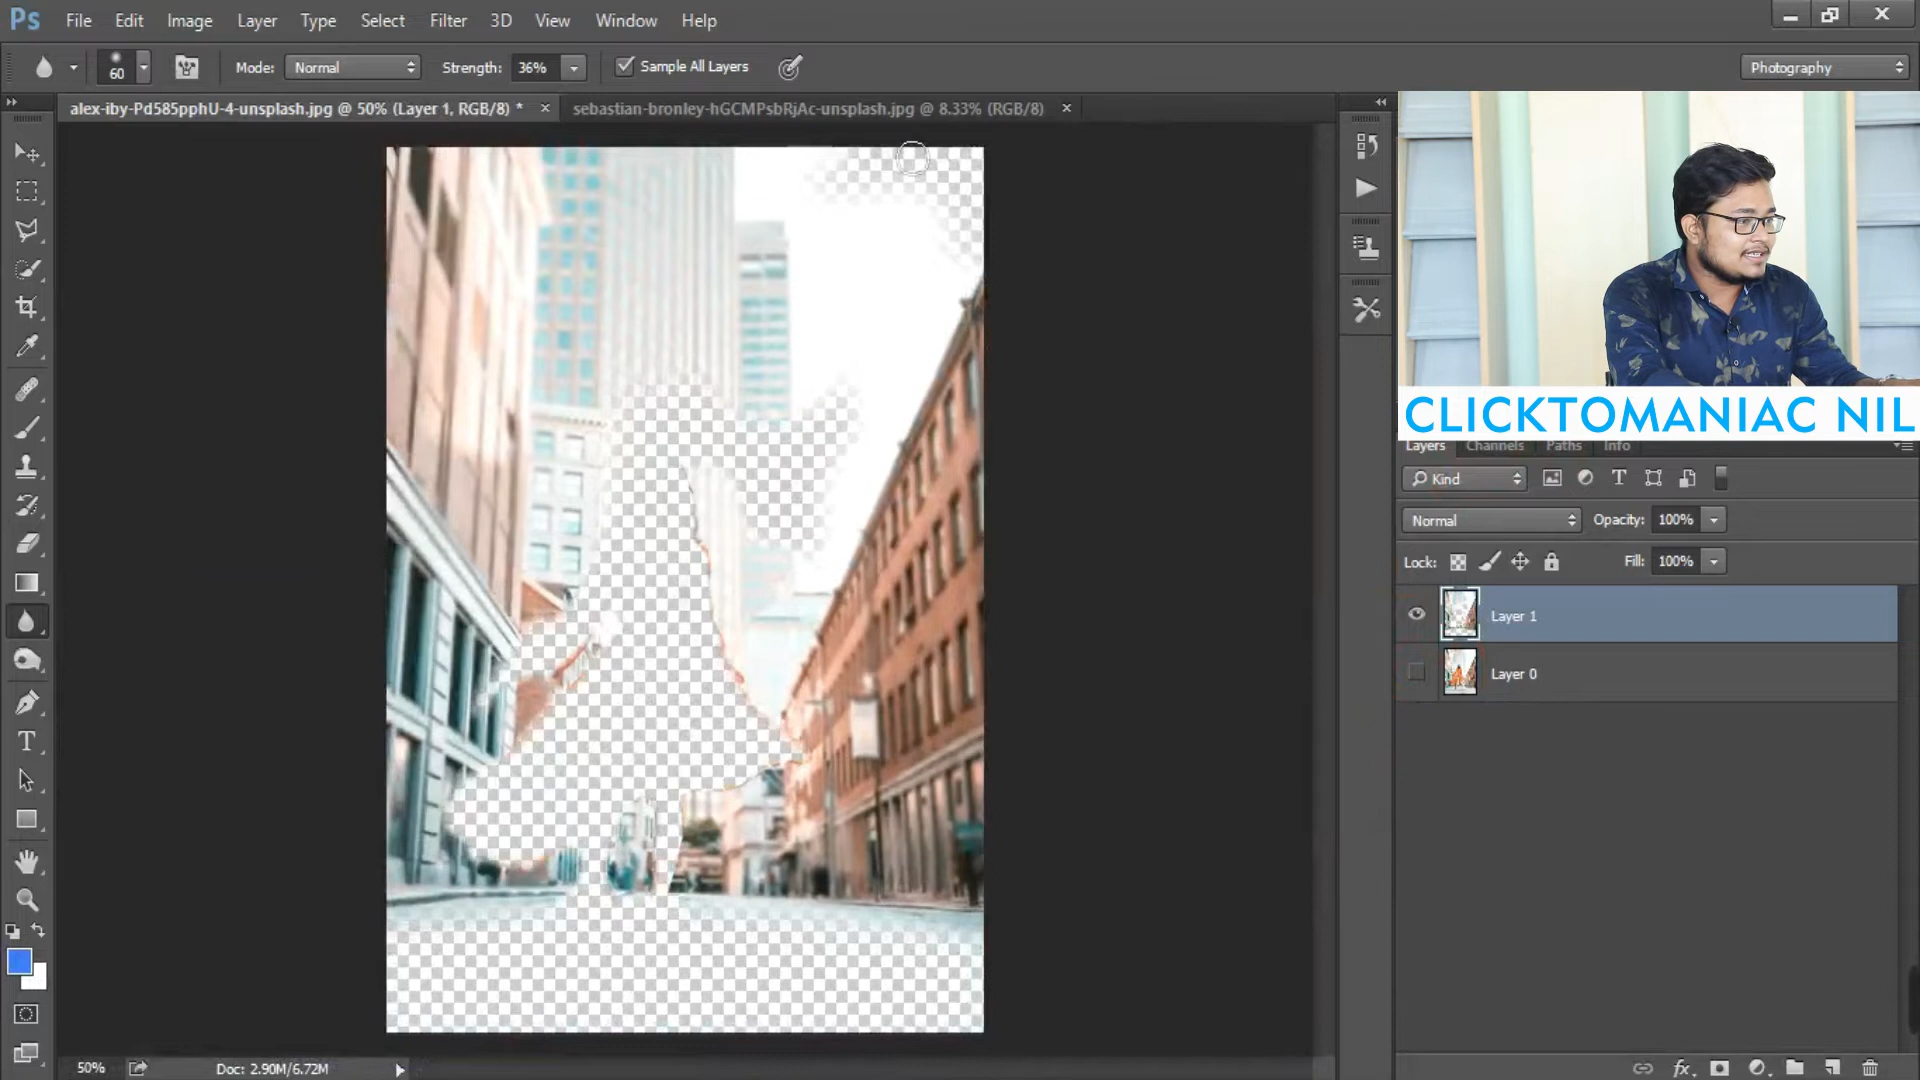 Ps File Edit Image Layer Type Select Filter 3D View Window Help
60 Mode: Normal Strength: 36% Sample All Layers Photography
alex-iby-Pd585pphU-4-unsplash.jpg @ 50% (Layer 1, RGB/8) * × sebastian-bronley-hGCMPsbRjAc-unsplash.jpg @ 8.33% (RGB/8) ×
CLICKTOMANIAC NIL
Layers Channels Paths Info
Kind
Normal Opacity: 100%
Lock: Fill: 100%
Layer 1
Layer 0
50% Doc: 2.90M/6.72M